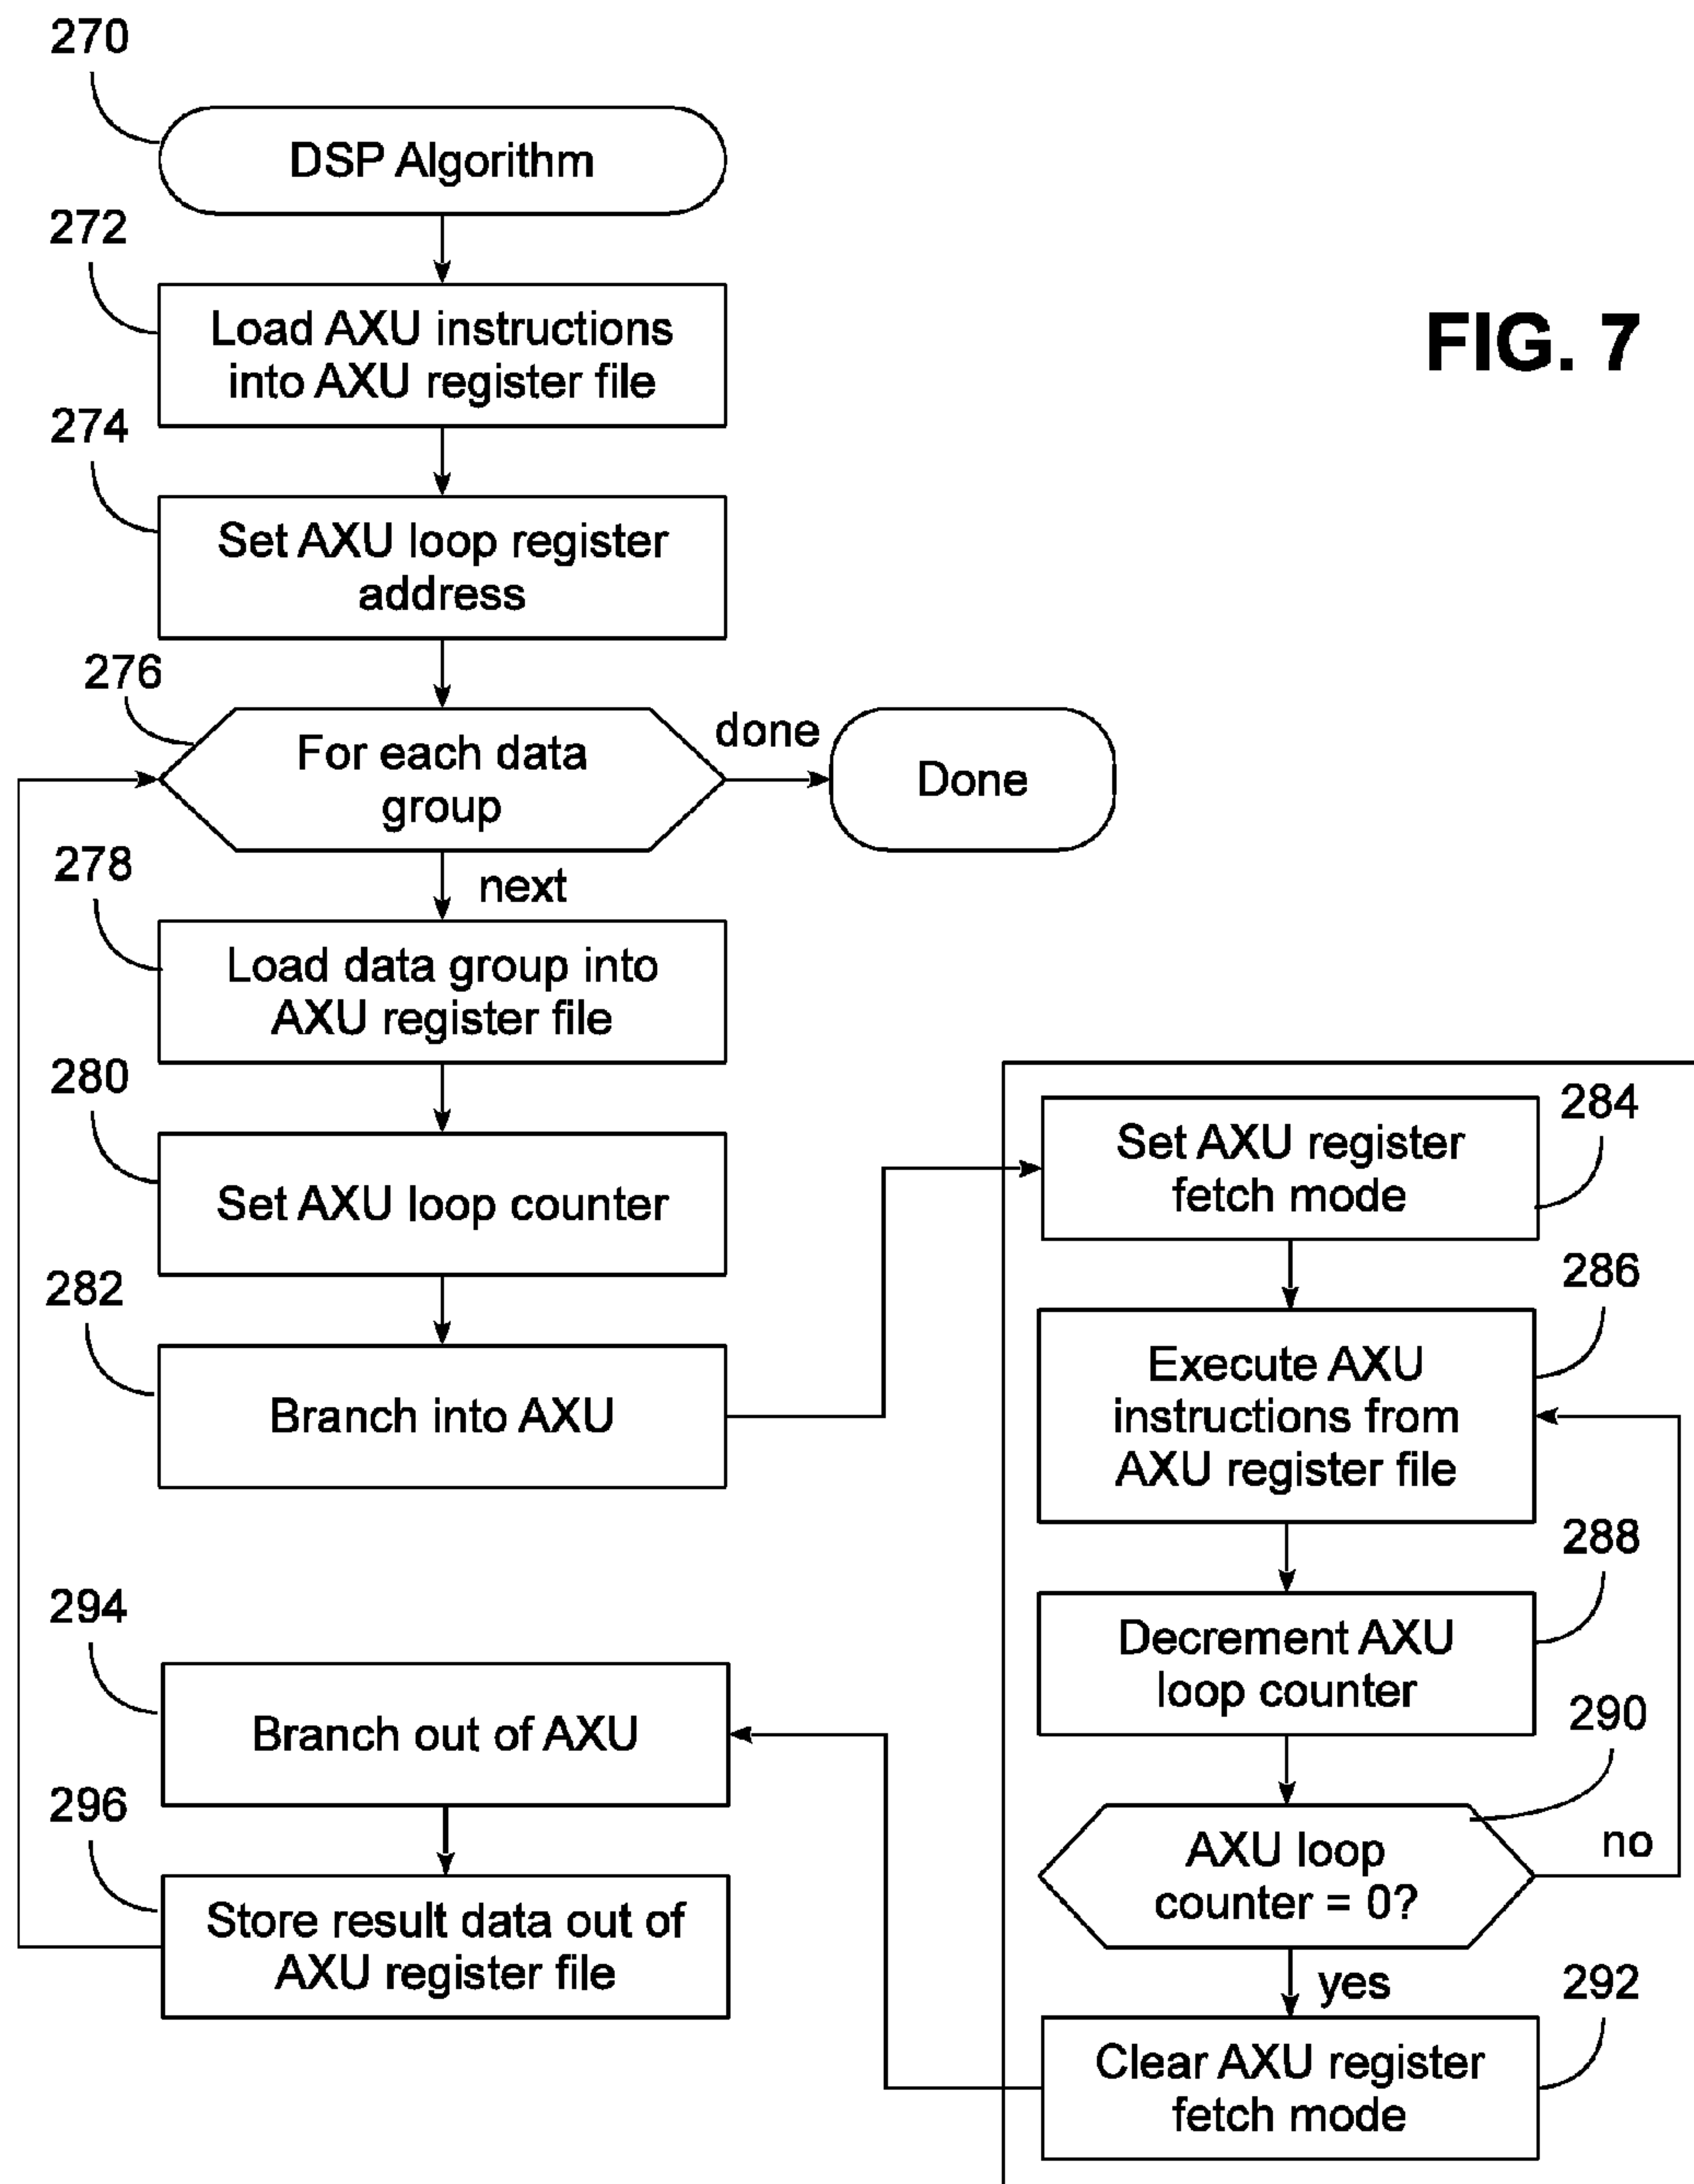 270
DSP Algorithm
272
Load AXU instructions
into AXU register file
FIG. 7
274
Set AXU loop register
address
276
For each data
group
done
Done
278
next
Load data group into
AXU register file
280
Set AXU loop counter
282
Branch into AXU
284
Set AXU register
fetch mode
286
Execute AXU
instructions from
AXU register file
288
Decrement AXU
loop counter
290
AXU loop
counter = 0?
no
yes
292
Clear AXU register
fetch mode
294
Branch out of AXU
296
Store result data out of
AXU register file